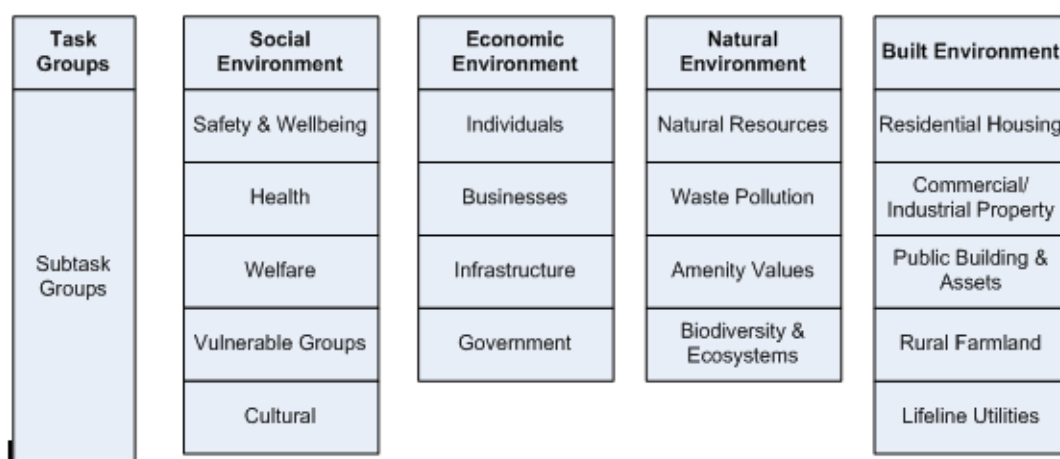 Task
Groups
Subtask
Groups
Social
Environment
Safety & Wellbeing
Health
Welfare
Vulnerable Groups
Cultural
Economic
Environment
Individuals
Businesses
Infrastructure
Government
Natural
Environment
Natural Resources
Waste Pollution
Amenity Values
Biodiversity &
Ecosystems
Built Environment
Residential Housing
Commercial/
Industrial Property
Public Building &
Assets
Rural Farmland
Lifeline Utilities